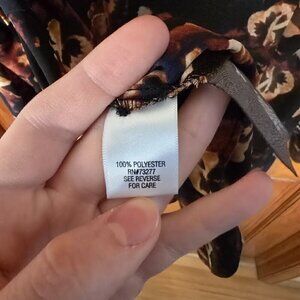 100% POLYESTER
RN#73277
SEE REVERSE
FOR CARE